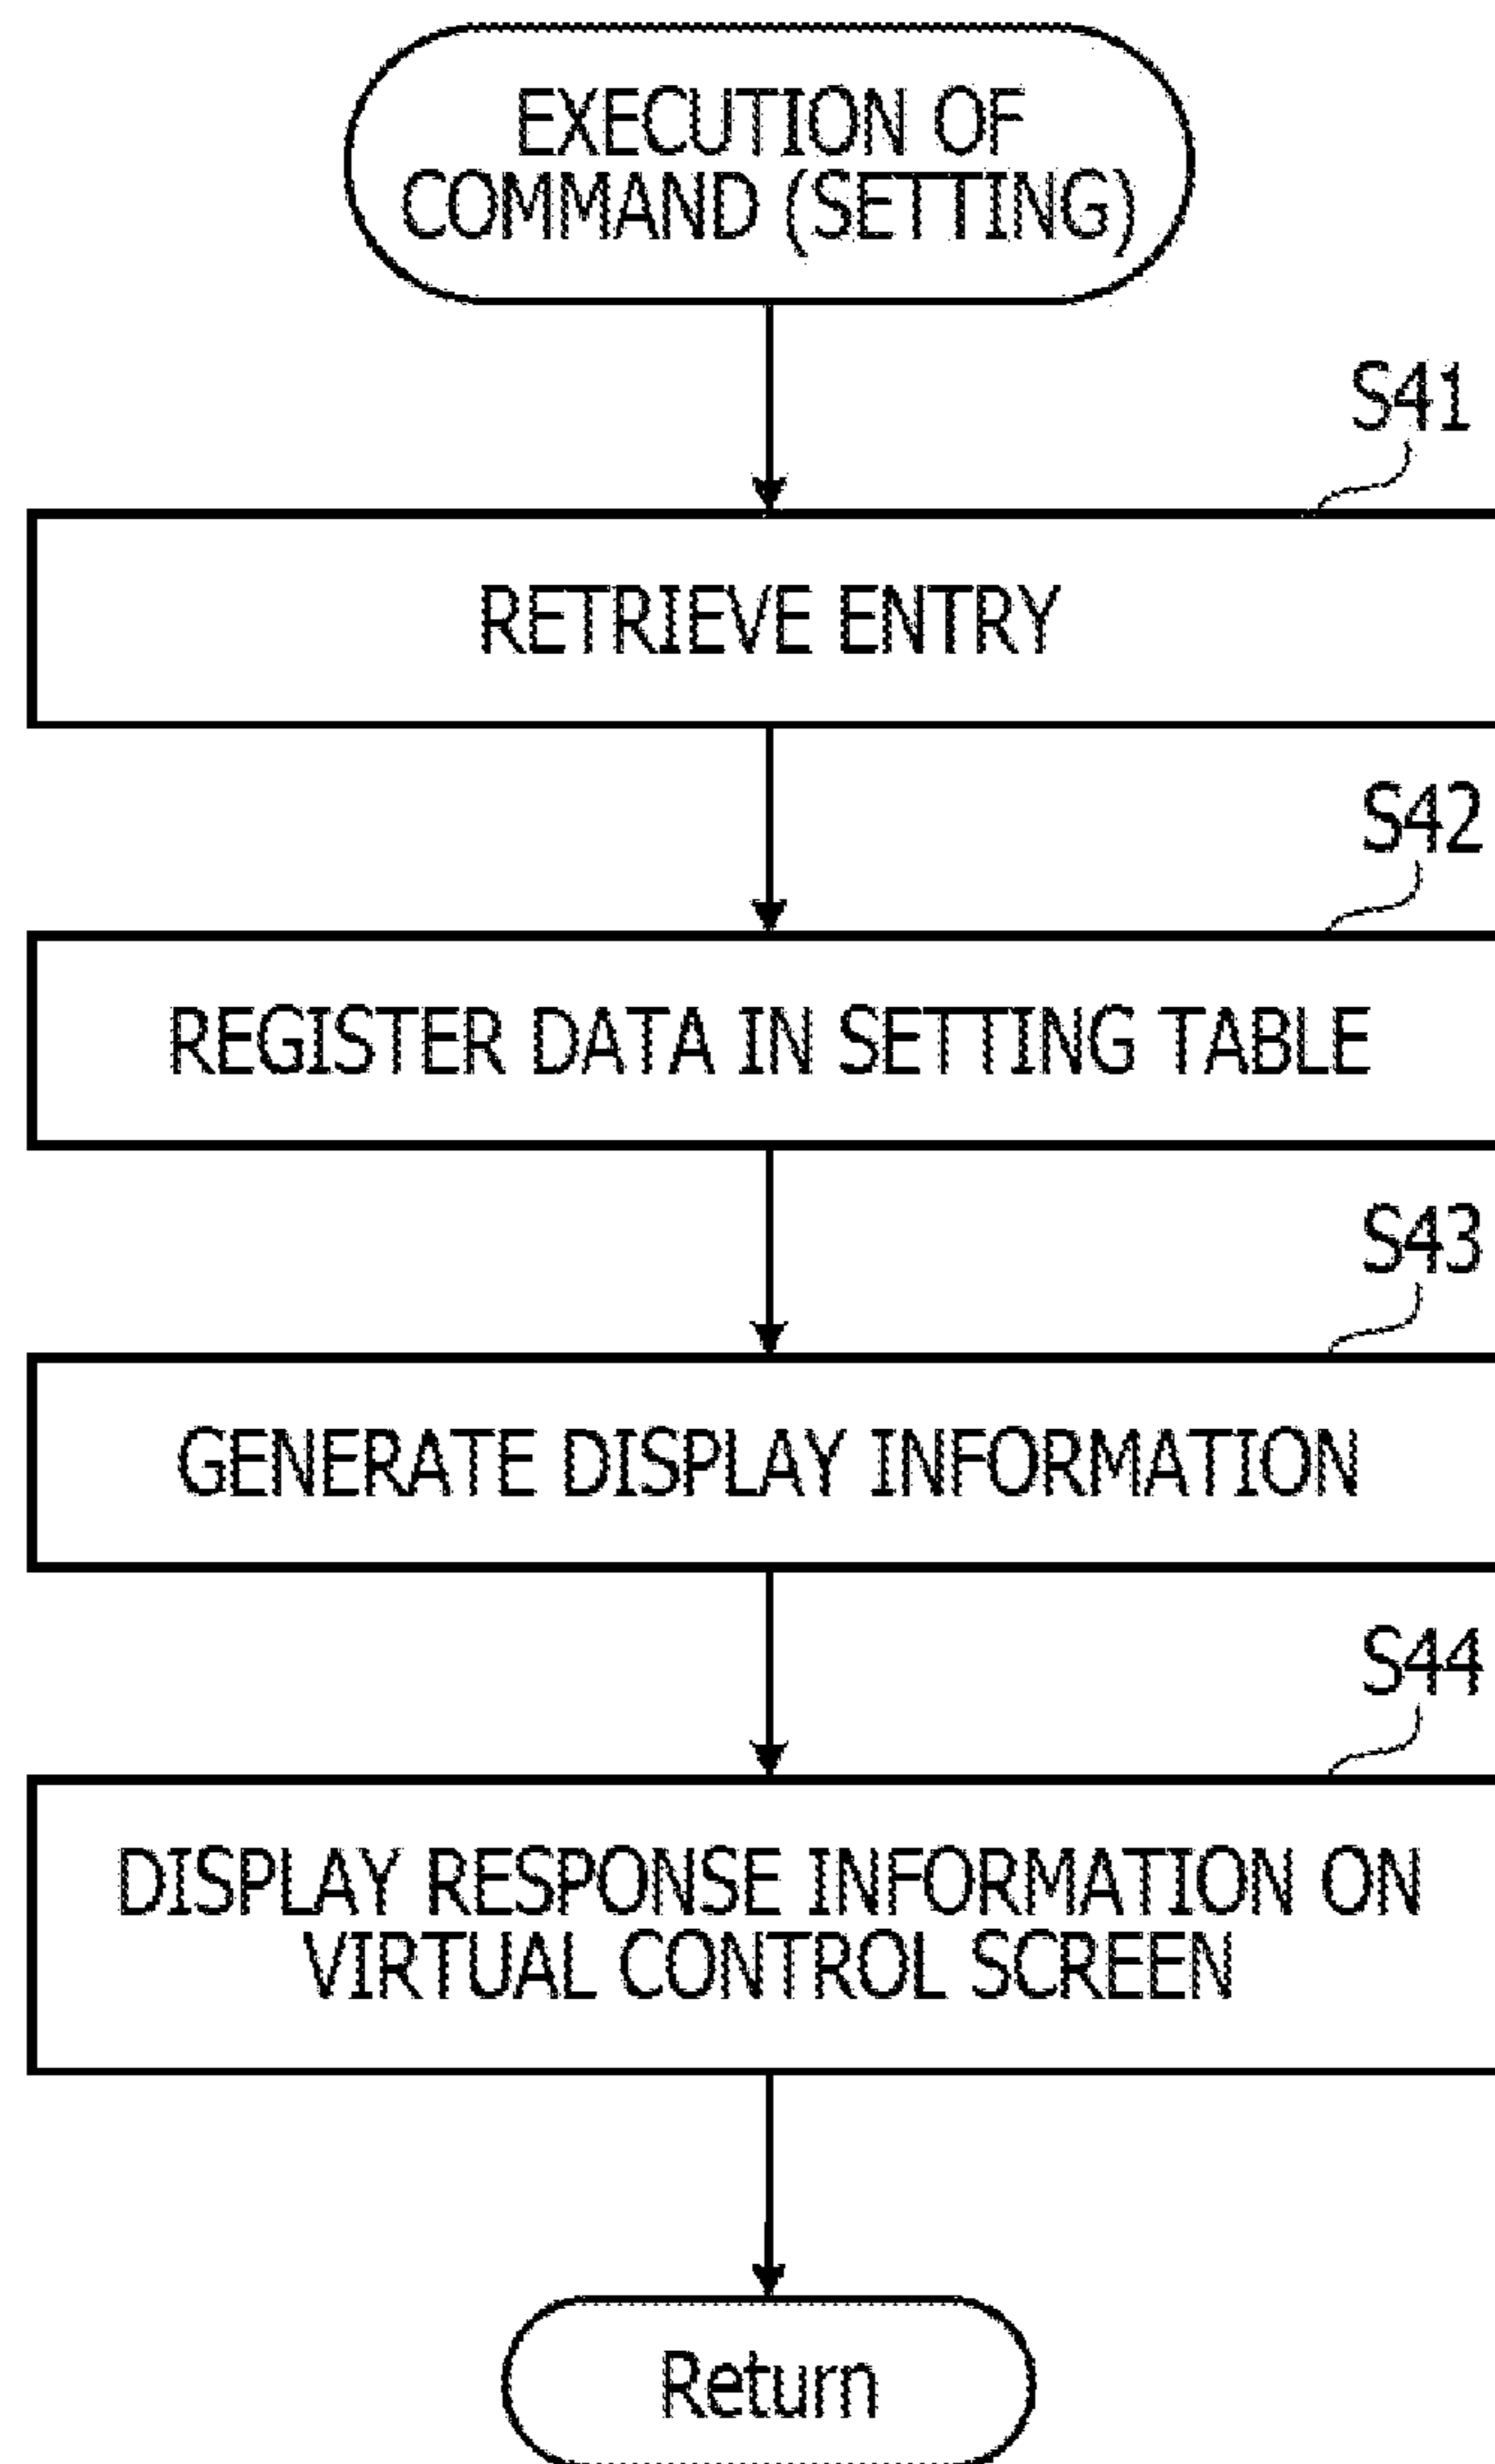 EXECUTION OF
COMMAND (SETTING)
S41
RETRIEVE ENTRY
S42
REGISTER DATA IN SETTING TABLE
S43
GENERATE DISPLAY INFORMATION
S44
DISPLAY RESPONSE INFORMATION ON
VIRTUAL CONTROL SCREEN
Return